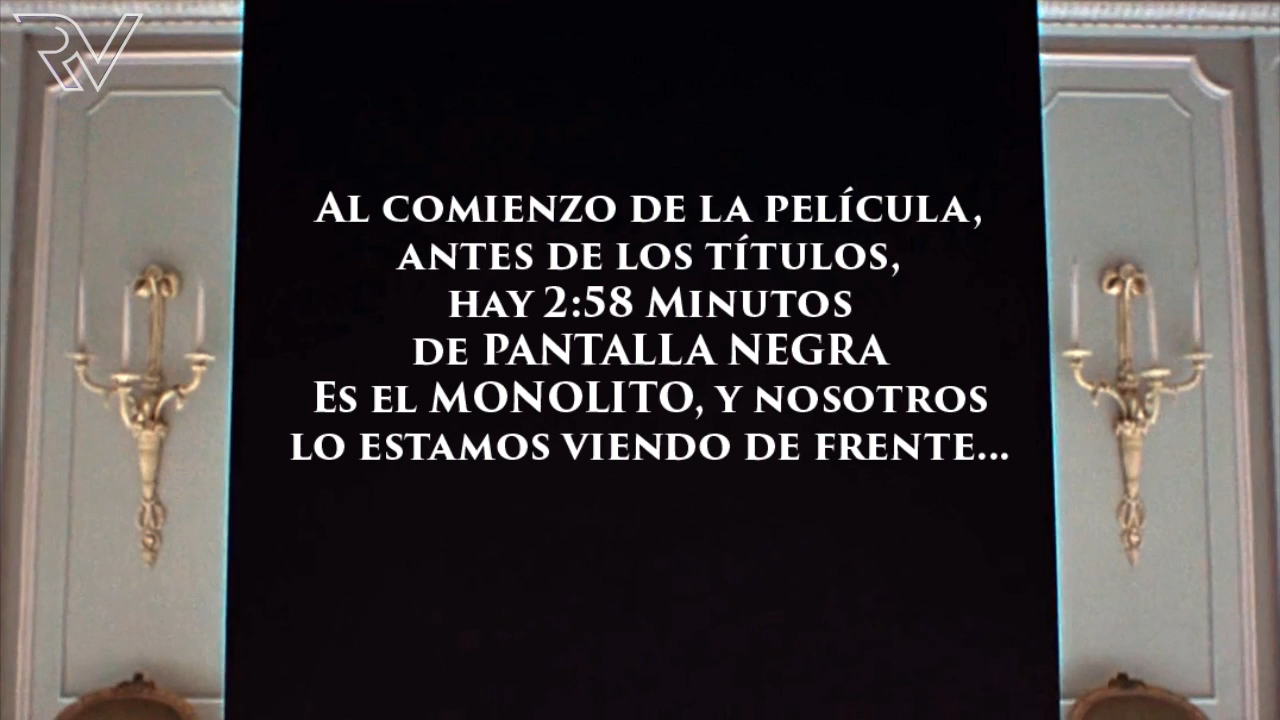 RV
Al comienzo de la película,
antes de los títulos,
hay 2:58 Minutos
de PANTALLA NEGRA
Es el MONOLITO, y nosotros
lo estamos viendo de frente...